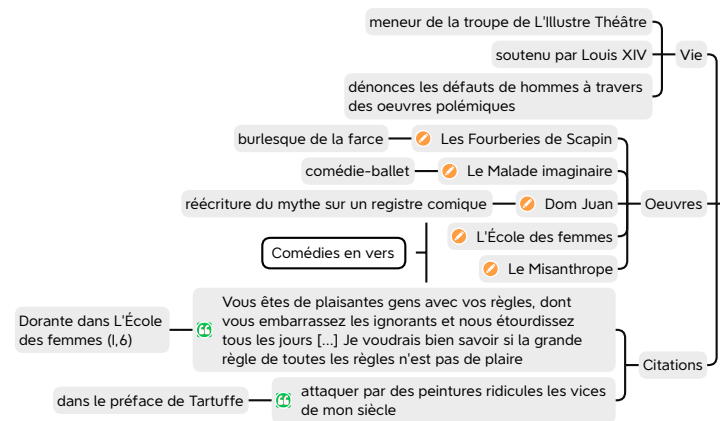 meneur de la troupe de L'Illustre Théâtre
soutenu par Louis XIV
Vie
dénonces les défauts de hommes à travers
des oeuvres polémiques
burlesque de la farce
Les Fourberies de Scapin
comédie-ballet
Le Malade imaginaire
réécriture du mythe sur un registre comique
Dom Juan
Oeuvres
L'École des femmes
Comédies en vers
Le Misanthrope
Vous êtes de plaisantes gens avec vos règles, dont
vous embarrassez les ignorants et nous étourdissez
tous les jours [...] Je voudrais bien savoir si la grande
règle de toutes les règles n'est pas de plaire
Dorante dans L'École
des femmes (I,6)
Citations
dans le préface de Tartuffe
attaquer par des peintures ridicules les vices
de mon siècle